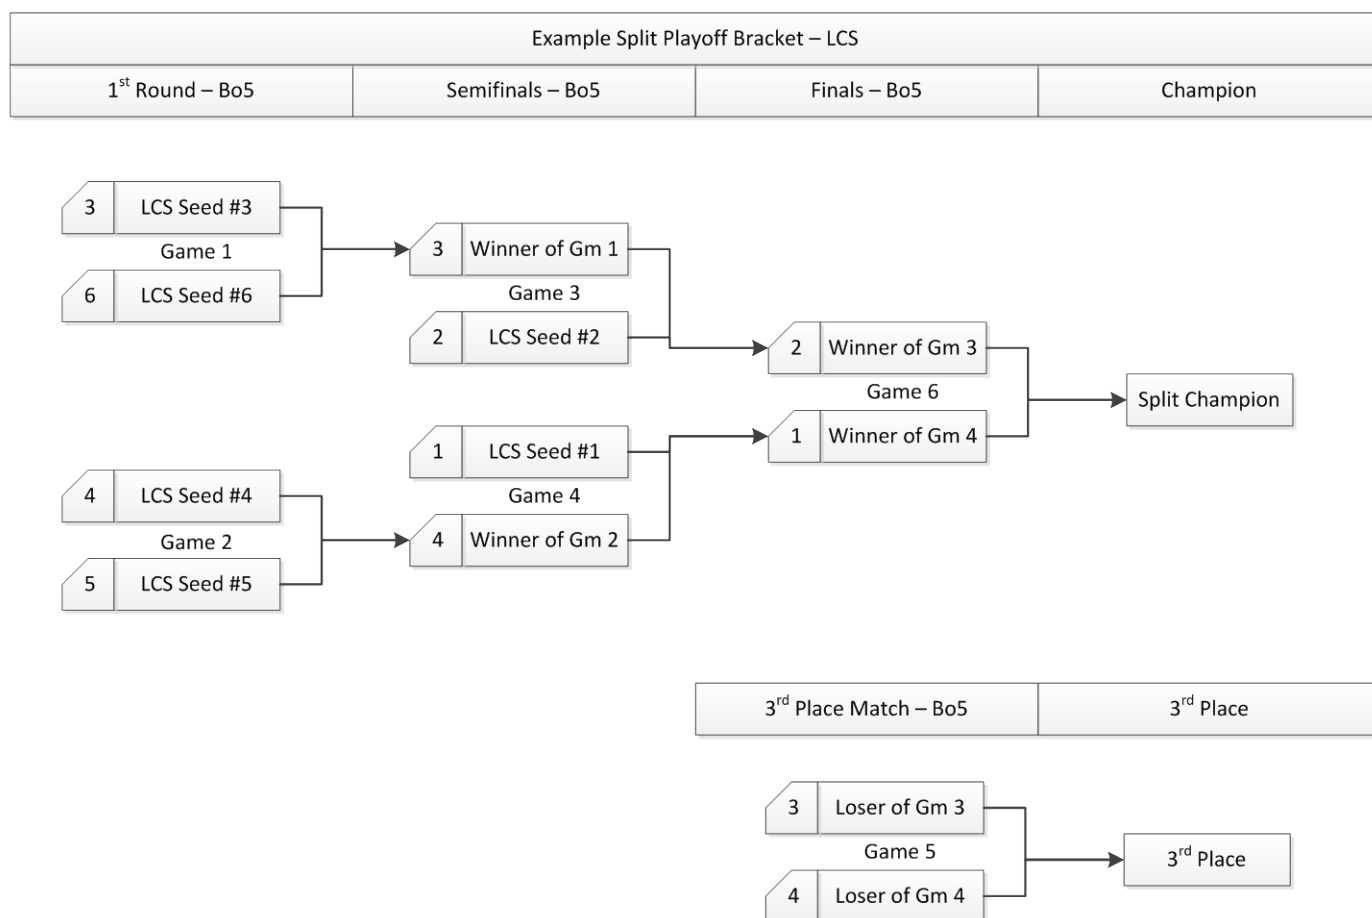 Example Split Playoff Bracket – LCS
1st Round – Bo5
Semifinals – Bo5
Finals – Bo5
Champion
3
LCS Seed #3
Game 1
6
LCS Seed #6
3
Winner of Gm 1
Game 3
2
LCS Seed #2
2
Winner of Gm 3
Game 6
1
Winner of Gm 4
Split Champion
1
LCS Seed #1
Game 4
4
Winner of Gm 2
4
LCS Seed #4
Game 2
5
LCS Seed #5
3rd Place Match – Bo5
3rd Place
3
Loser of Gm 3
Game 5
4
Loser of Gm 4
3rd Place